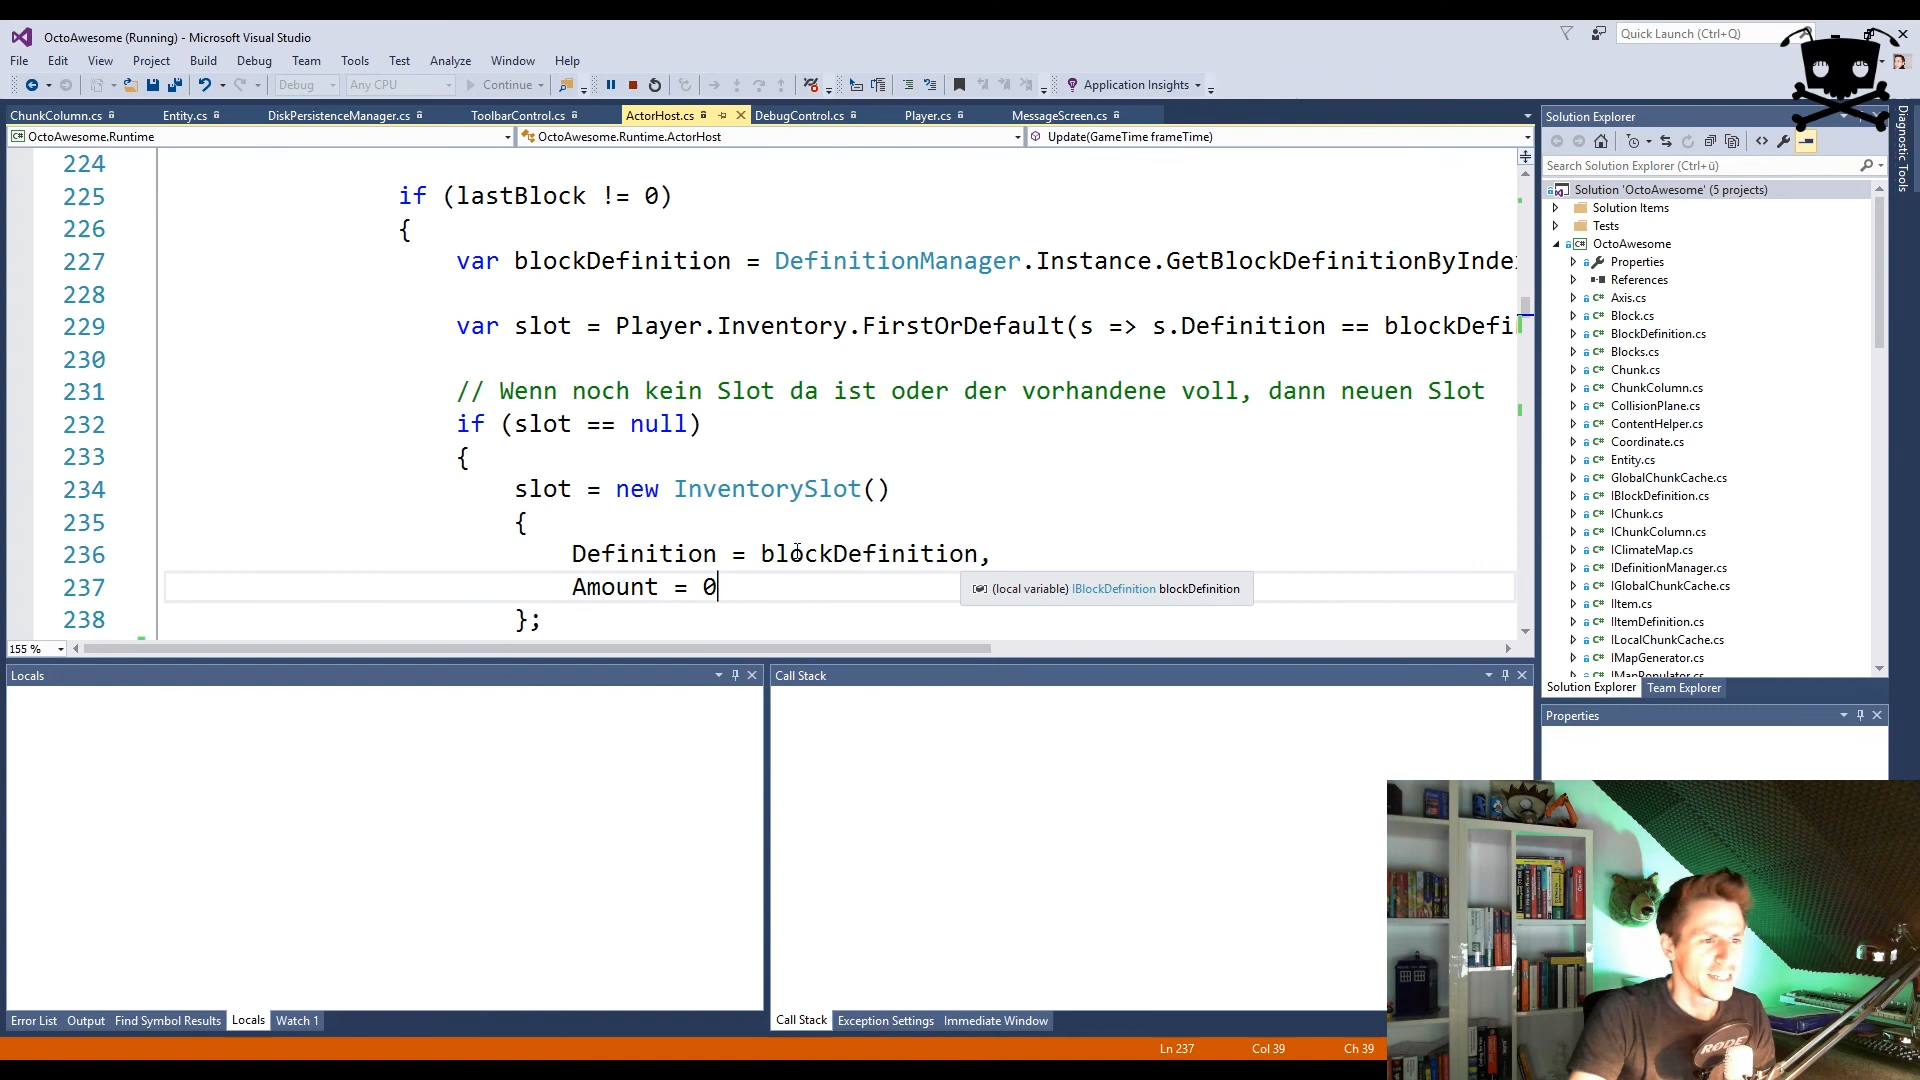 OctoAwesome (Running) - Microsoft Visual Studio
Quick Launch (Ctrl+Q)
File Edit View Project Build Debug Team Tools Test Analyze Window Help
Debug Any CPU Continue Application Insights
ChunkColumn.cs Entity.cs DiskPersistenceManager.cs ToolbarControl.cs ActorHost.cs DebugControl.cs Player.cs MessageScreen.cs
OctoAwesome.Runtime OctoAwesome.Runtime.ActorHost Update(GameTime frameTime)
224
225 if (lastBlock != 0)
226 {
227 var blockDefinition = DefinitionManager.Instance.GetBlockDefinitionByInde
228
229 var slot = Player.Inventory.FirstOrDefault(s => s.Definition == blockDefi
230
231 // Wenn noch kein Slot da ist oder der vorhandene voll, dann neuen Slot
232 if (slot == null)
233 {
234 slot = new InventorySlot()
235 {
236 Definition = blockDefinition,
237 Amount = 0
(local variable) IBlockDefinition blockDefinition
238 };
155 %
Locals
Call Stack
Error List Output Find Symbol Results Locals Watch 1
Call Stack Exception Settings Immediate Window
Ln 237 Col 39 Ch 39
Solution Explorer
Search Solution Explorer (Ctrl+ü)
Solution 'OctoAwesome' (5 projects)
Solution Items
Tests
OctoAwesome
Properties
References
Axis.cs
Block.cs
BlockDefinition.cs
Blocks.cs
Chunk.cs
ChunkColumn.cs
CollisionPlane.cs
ContentHelper.cs
Coordinate.cs
Entity.cs
GlobalChunkCache.cs
IBlockDefinition.cs
IChunk.cs
IChunkColumn.cs
IClimateMap.cs
IDefinitionManager.cs
IGlobalChunkCache.cs
IItem.cs
IItemDefinition.cs
ILocalChunkCache.cs
IMapGenerator.cs
IMapPopulator.cs
Solution Explorer Team Explorer
Properties
Diagnostic Tools
RODE